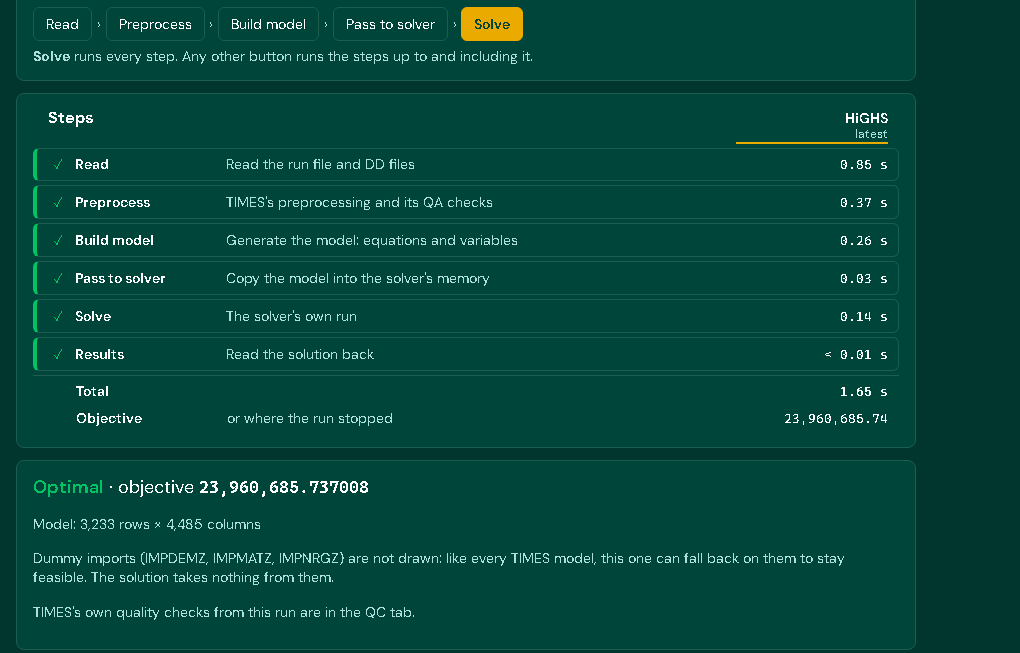 Read › Preprocess › Build model › Pass to solver › Solve
Solve runs every step. Any other button runs the steps up to and including it.
Steps HiGHS
latest
✓ Read Read the run file and DD files 0.85 s
✓ Preprocess TIMES's preprocessing and its QA checks 0.37 s
✓ Build model Generate the model: equations and variables 0.26 s
✓ Pass to solver Copy the model into the solver's memory 0.03 s
✓ Solve The solver's own run 0.14 s
✓ Results Read the solution back < 0.01 s
Total 1.65 s
Objective or where the run stopped 23,960,685.74
Optimal · objective 23,960,685.737008
Model: 3,233 rows × 4,485 columns
Dummy imports (IMPDEMZ, IMPMATZ, IMPNRGZ) are not drawn: like every TIMES model, this one can fall back on them to stay
feasible. The solution takes nothing from them.
TIMES's own quality checks from this run are in the QC tab.